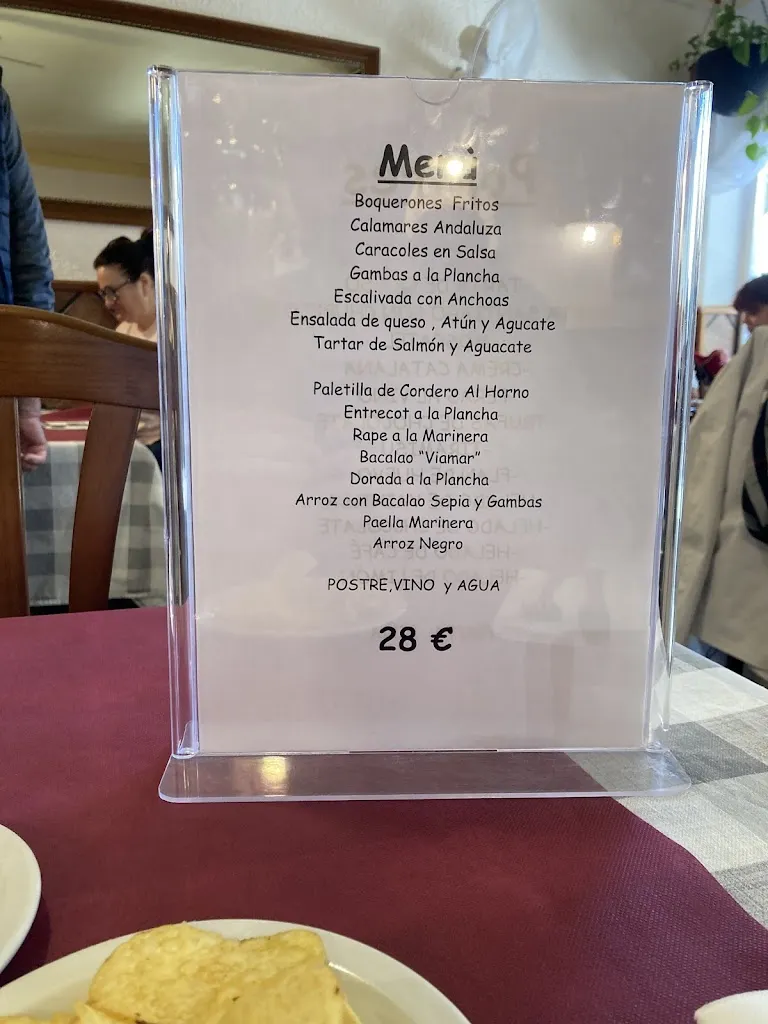 Menú
Boquerones Fritos
Calamares Andaluza
Caracoles en Salsa
Gambas a la Plancha
Escalivada con Anchoas
Ensalada de queso , Atún y Agucate
Tartar de Salmón y Aguacate
Paletilla de Cordero Al Horno
Entrecot a la Plancha
Rape a la Marinera
Bacalao “Viamar”
Dorada a la Plancha
Arroz con Bacalao Sepia y Gambas
Paella Marinera
Arroz Negro
POSTRE,VINO y AGUA
28 €
-CREMA CATALANA